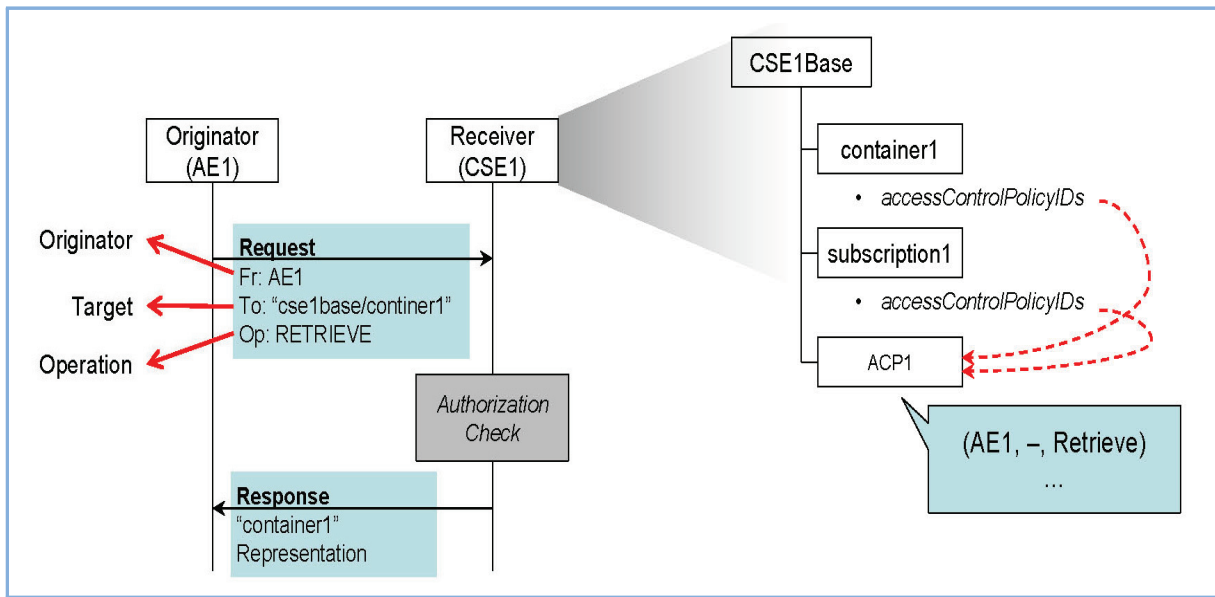 Originator
(AE1)
Receiver
(CSE1)
Originator
Target
Operation
Request
Fr: AE1
To: “cse1base/continer1”
Op: RETRIEVE
Authorization
Check
Response
“container1”
Representation
CSE1Base
container1
• accessControlPolicyIDs
subscription1
• accessControlPolicyIDs
ACP1
(AE1, –, Retrieve)
...